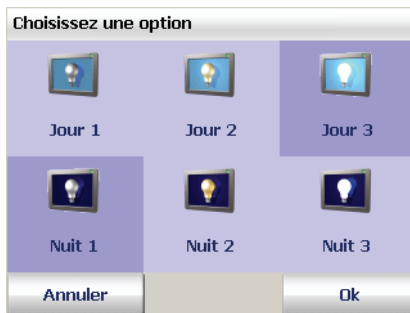 Choisissez une option
Jour 1 Jour 2 Jour 3
Nuit 1 Nuit 2 Nuit 3
Annuler Ok